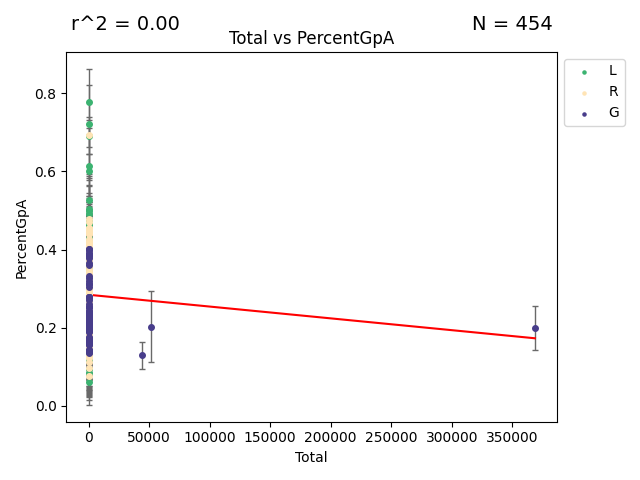 r^2 = 0.00
N = 454
Total vs PercentGpA
L
R
G
PercentGpA
0.8
0.6
0.4
0.2
0.0
0 50000 100000 150000 200000 250000 300000 350000
Total